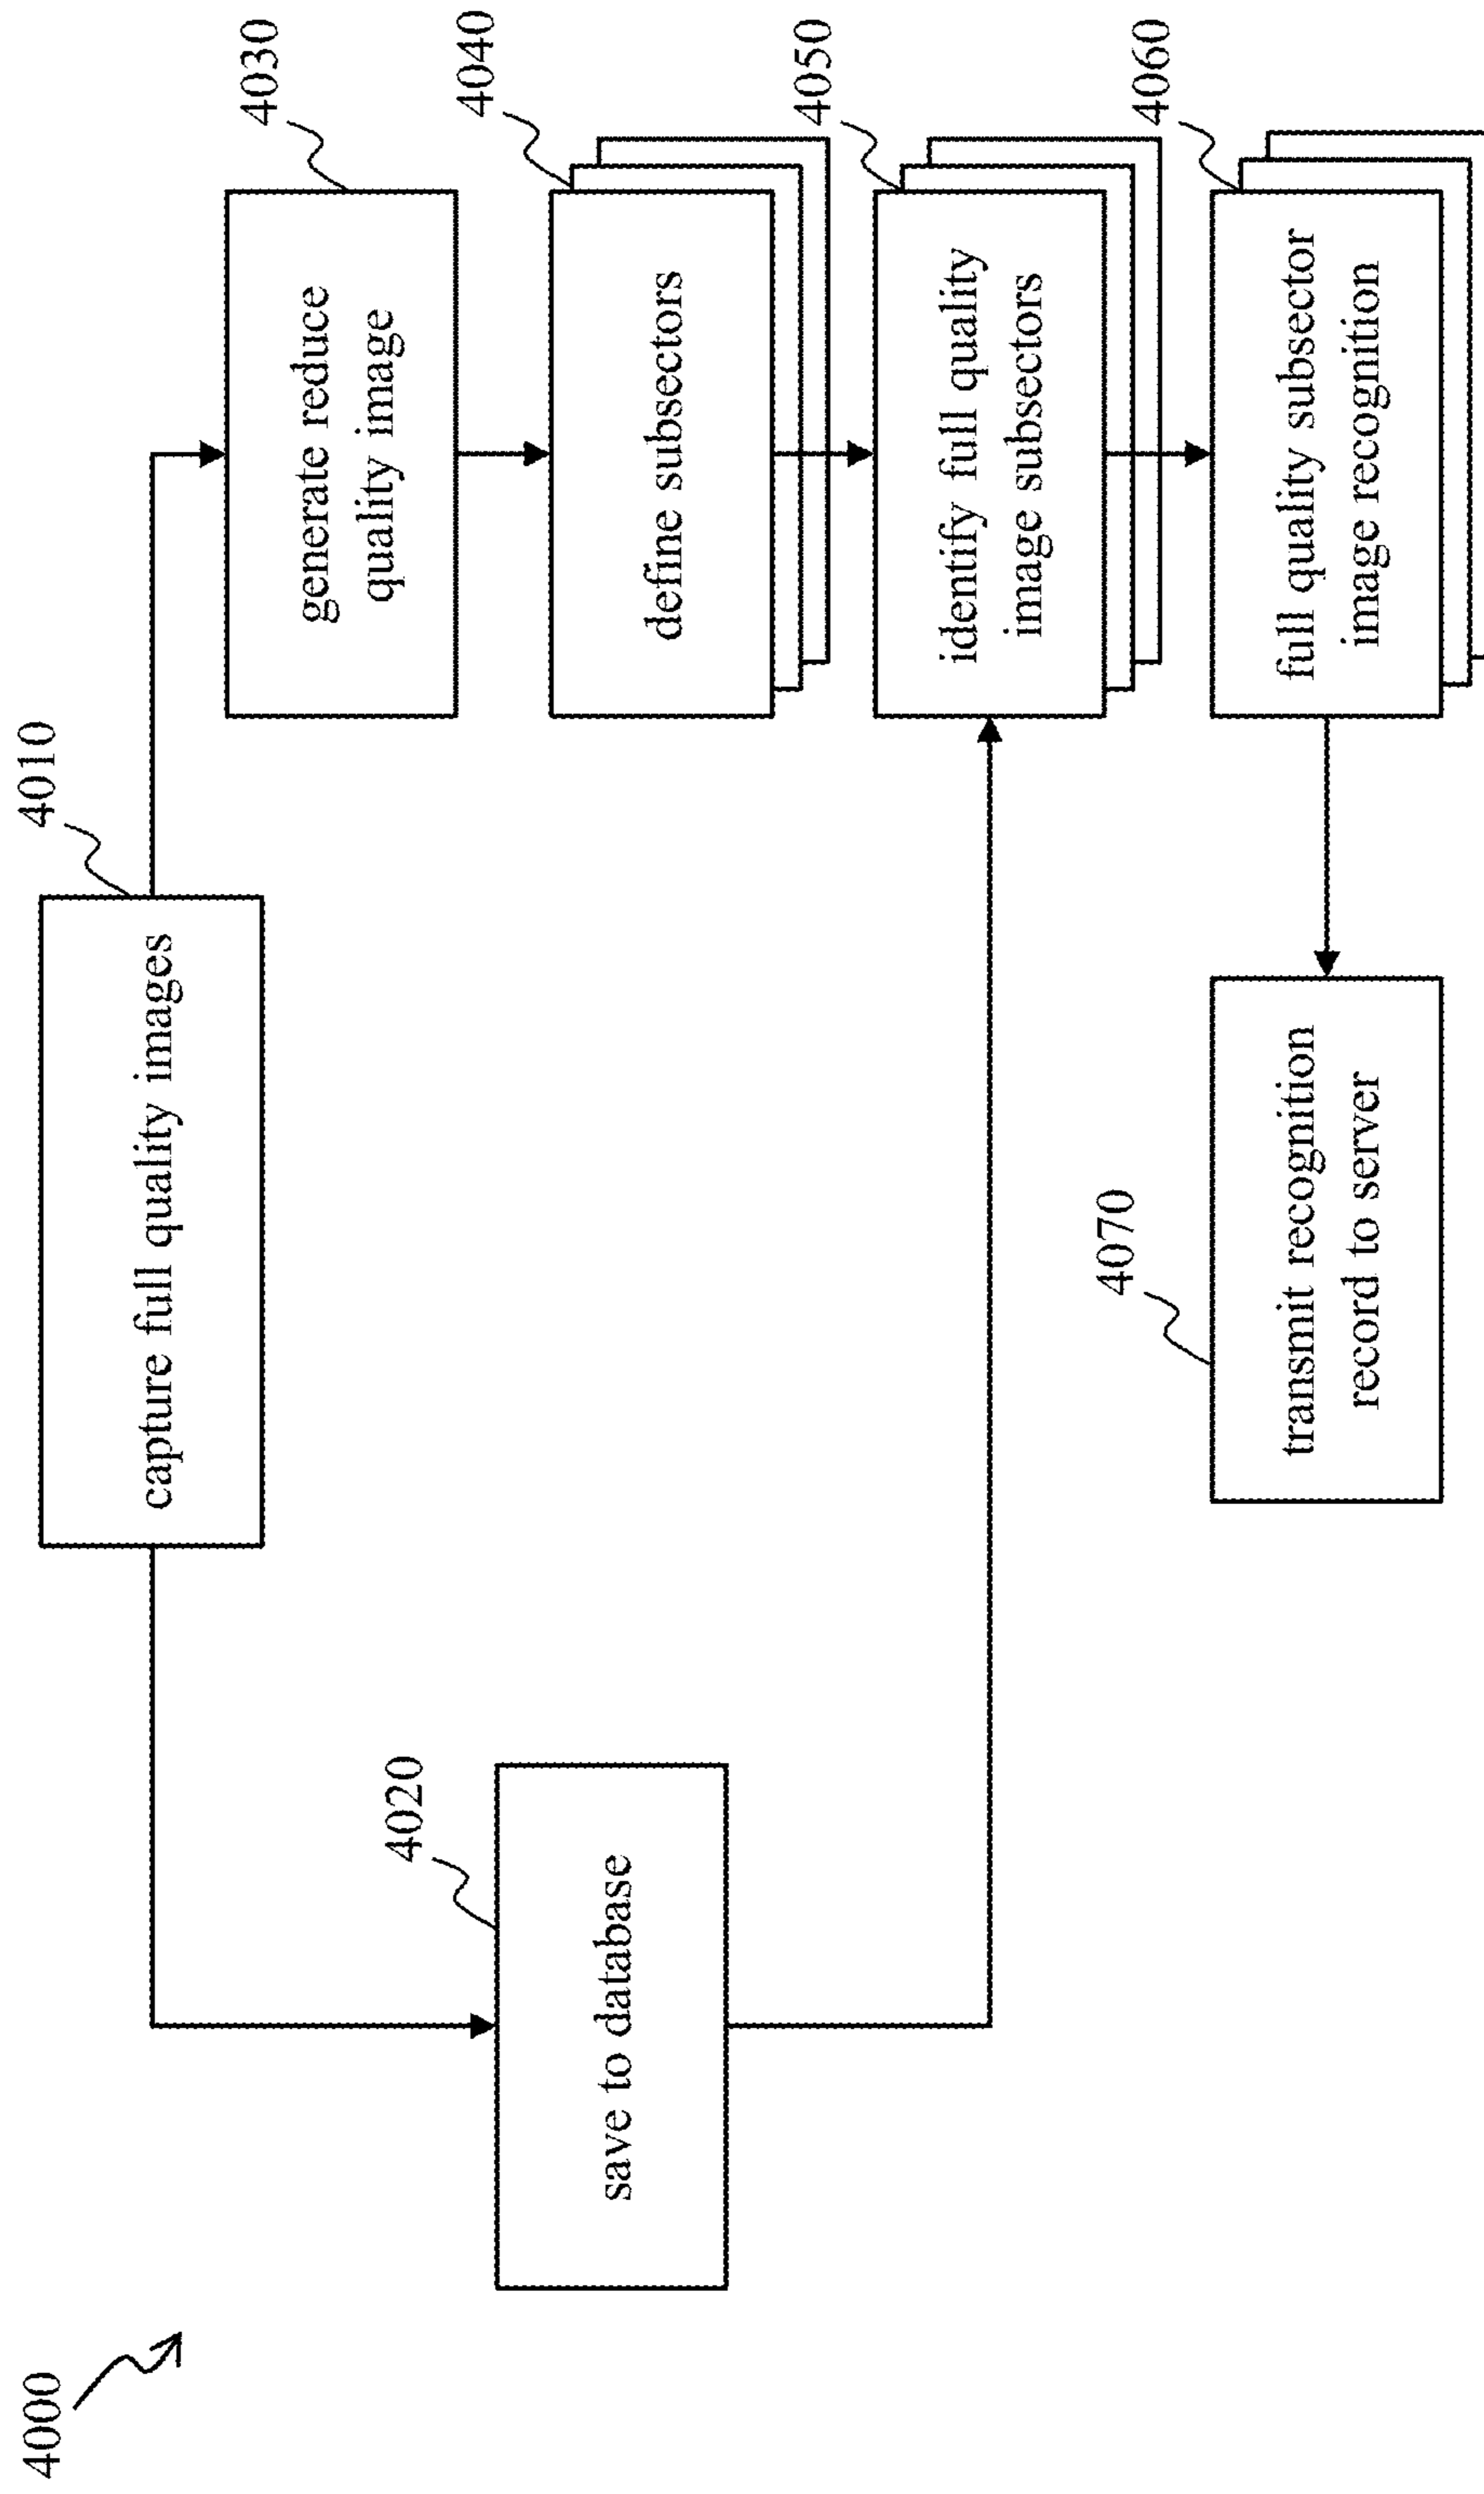 4000
4010
capture full quality images
4020
save to database
4030
generate reduce
quality image
4040
define subsectors
4050
identify full quality
image subsectors
4060
full quality subsector
image recognition
4070
transmit recognition
record to server